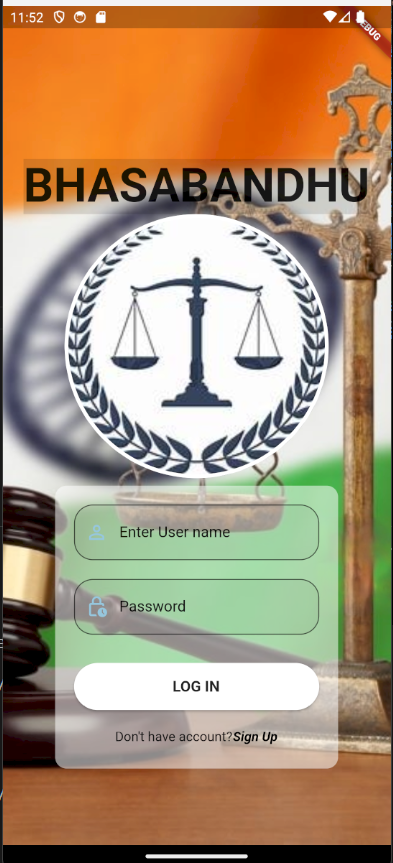 11:52
DEBUG
BHASABANDHU
Enter User name
Password
LOG IN
Don't have account?Sign Up